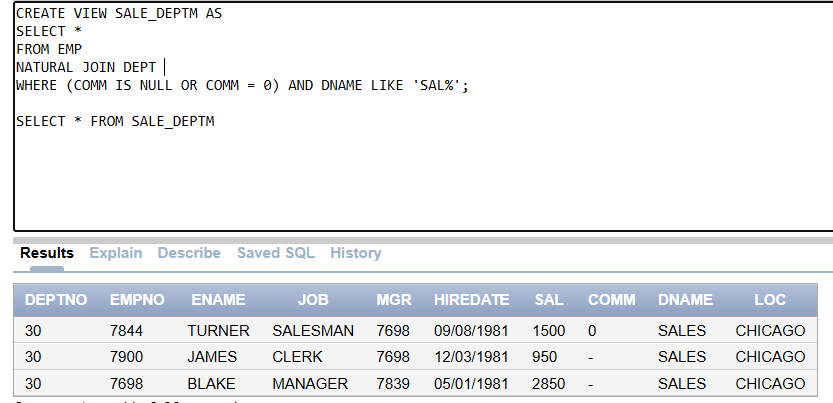 CREATE VIEW SALE_DEPTM AS
SELECT *
FROM EMP
NATURAL JOIN DEPT
WHERE (COMM IS NULL OR COMM = 0) AND DNAME LIKE 'SAL%';
SELECT * FROM SALE_DEPTM
Results Explain Describe Saved SQL History
DEPTNO EMPNO ENAME JOB MGR HIREDATE SAL COMM DNAME LOC
30 7844 TURNER SALESMAN 7698 09/08/1981 1500 0 SALES CHICAGO
30 7900 JAMES CLERK 7698 12/03/1981 950 - SALES CHICAGO
30 7698 BLAKE MANAGER 7839 05/01/1981 2850 - SALES CHICAGO